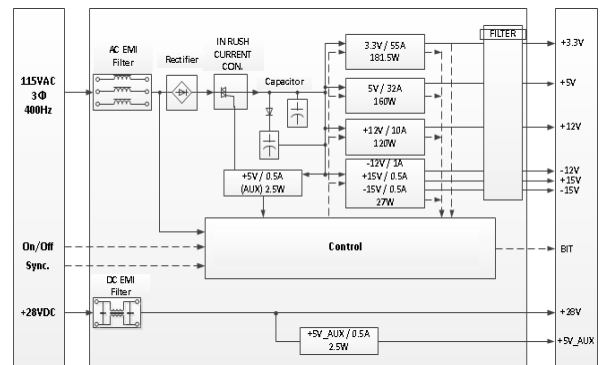 115VAC
3Φ
400Hz
On/Off
Sync.
+28VDC
AC EMI
Filter
Rectifier
IN RUSH
CURRENT
CON.
Capacitor
+5V / 0.5A
(AUX) 2.5W
3.3V / 55A
181.5W
5V / 32A
160W
+12V / 10A
120W
-12V / 1A
+15V / 0.5A
-15V / 0.5A
27W
FILTER
Control
DC EMI
Filter
+5V_AUX / 0.5A
2.5W
+3.3V
+5V
+12V
-12V
+15V
-15V
BIT
+28V
+5V_AUX